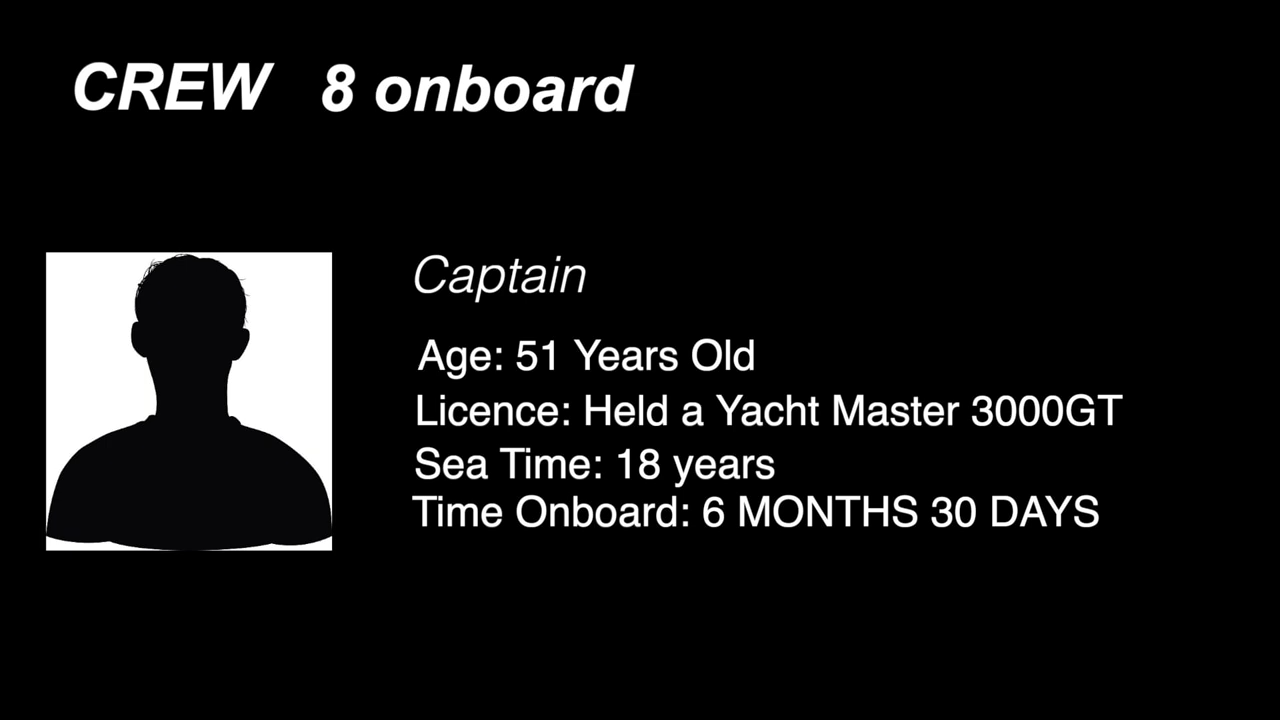 CREW 8 onboard
Captain
Age: 51 Years Old
Licence: Held a Yacht Master 3000GT
Sea Time: 18 years
Time Onboard: 6 MONTHS 30 DAYS